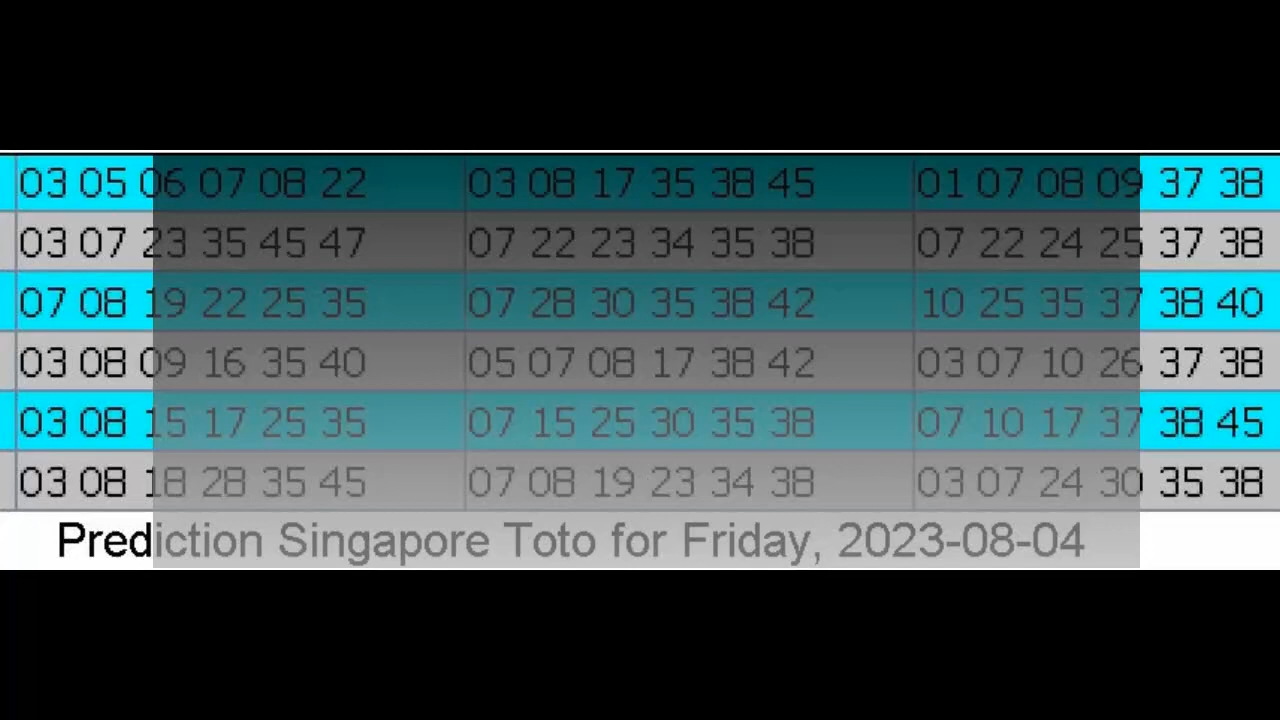 03 05 06 07 08 22 03 08 17 35 38 45 01 07 08 09 37 38
03 07 23 35 45 47 07 22 23 34 35 38 07 22 24 25 37 38
07 08 19 22 25 35 07 28 30 35 38 42 10 25 35 37 38 40
03 08 09 16 35 40 05 07 08 17 38 42 03 07 10 26 37 38
03 08 15 17 25 35 07 15 25 30 35 38 07 10 17 37 38 45
03 08 18 28 35 45 07 08 19 23 34 38 03 07 24 30 35 38
Prediction Singapore Toto for Friday, 2023-08-04